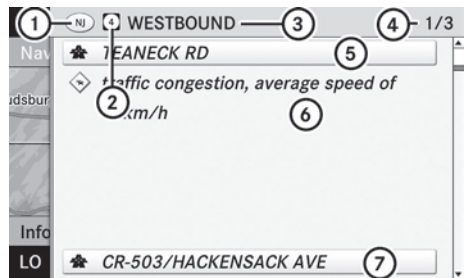 1 NJ 4 WESTBOUND 3 4 1/3
Nav TEANECK RD 5
traffic congestion, average speed of
udsbur 2 km/h 6
Info
LO CR-503/HACKENSACK AVE 7